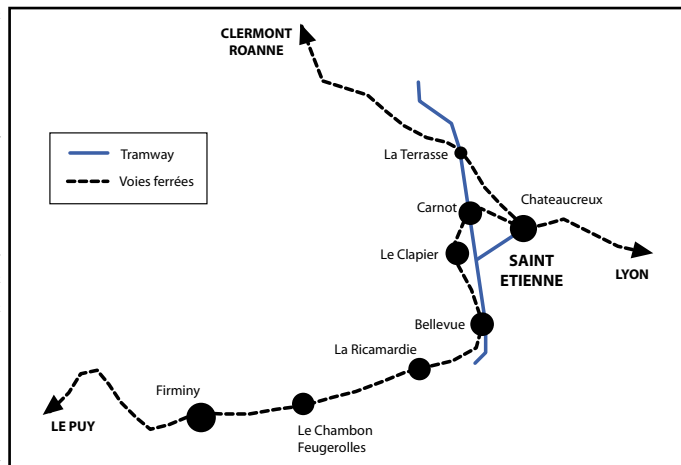 CLERMONT
ROANNE
Tramway
Voies ferrées
La Terrasse
Carnot
Chateaucreux
Le Clapier
SAINT
ETIENNE
LYON
Bellevue
La Ricamardie
Firminy
LE PUY
Le Chambon
Feugerolles